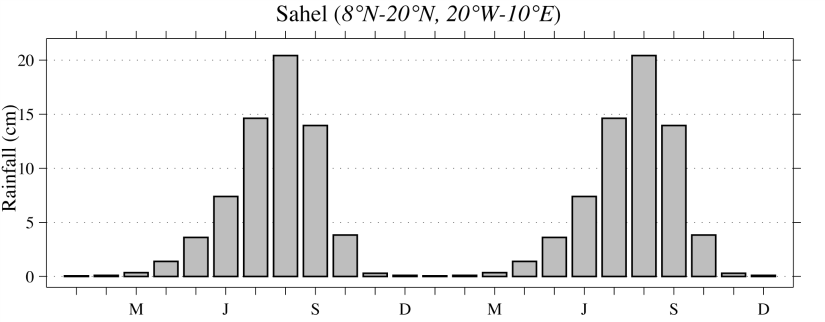 Sahel (8°N-20°N, 20°W-10°E)
20
15
10
5
0
Rainfall (cm)
M J S D M J S D